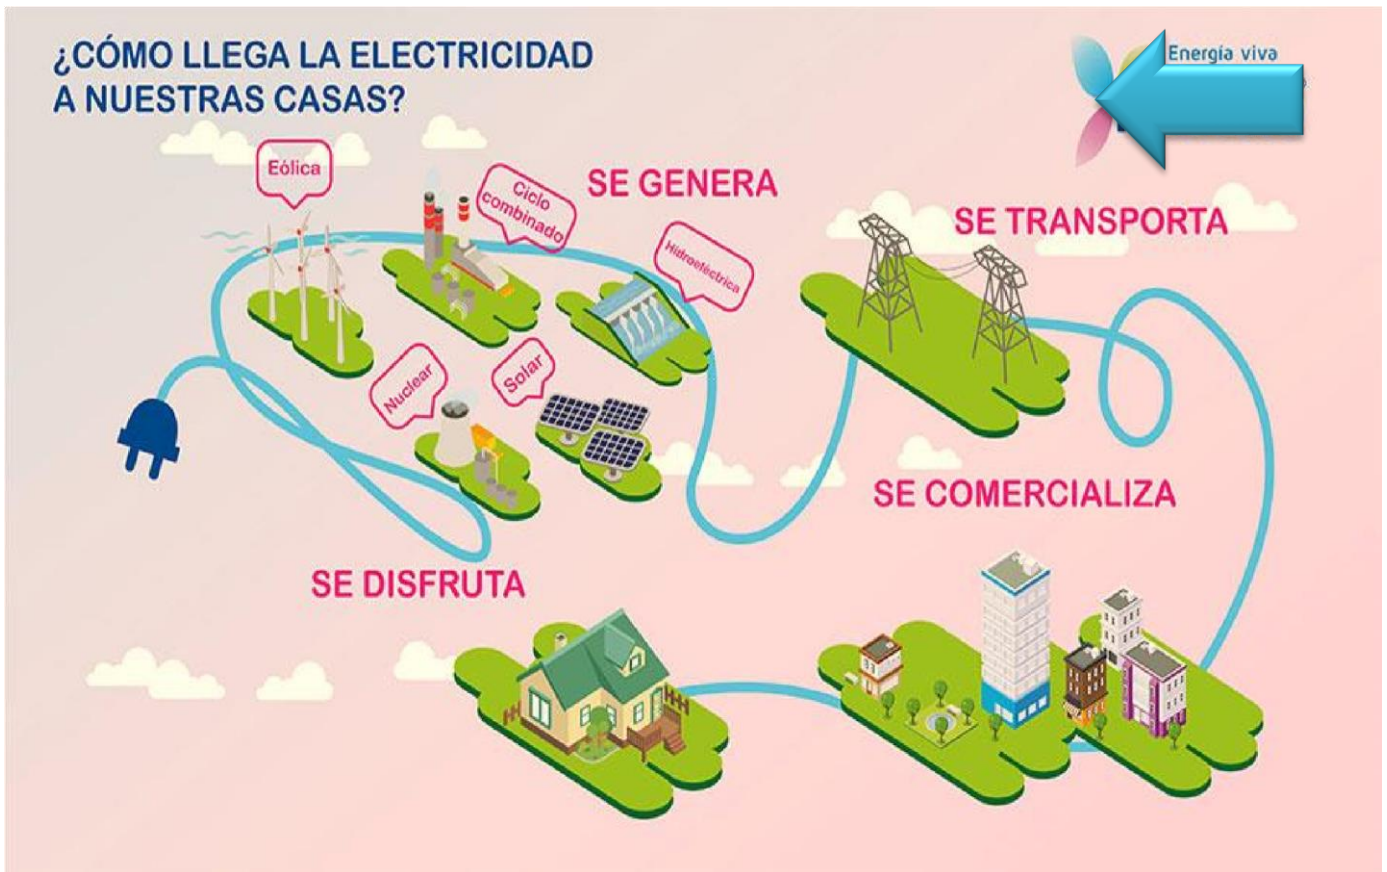 ¿CÓMO LLEGA LA ELECTRICIDAD
A NUESTRAS CASAS?
Energía viva
Eólica
Ciclo
combinado
SE GENERA
Hidroeléctrica
SE TRANSPORTA
Nuclear
Solar
SE COMERCIALIZA
SE DISFRUTA